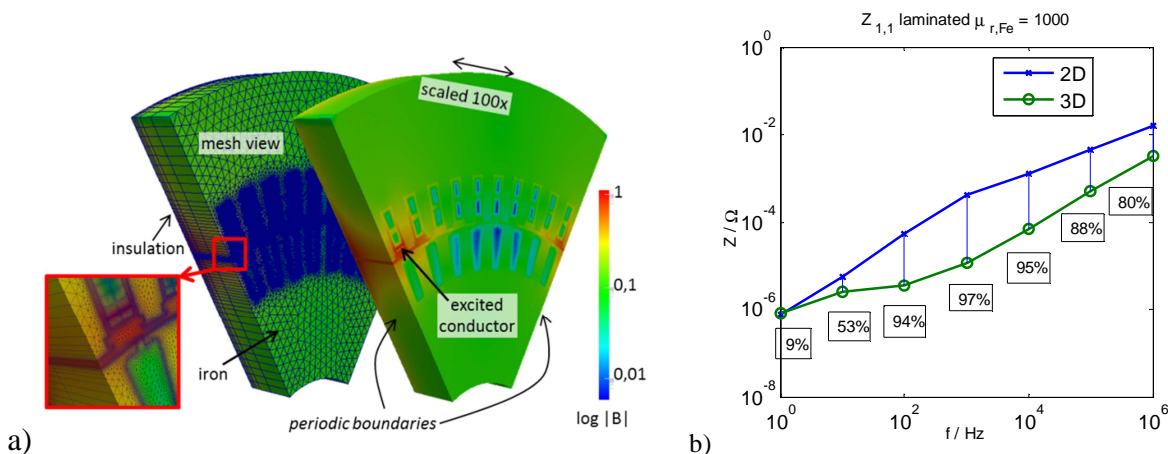 scaled 100x
mesh view
insulation
iron
excited
conductor
periodic boundaries
1
0,1
0,01
log |B|
a)
Z 1,1 laminated μ r,Fe = 1000
2D
3D
Z / Ω
10^0
10^-2
10^-4
10^-6
10^-8
9%
53%
94%
97%
95%
88%
80%
10^0
10^2
10^4
10^6
f / Hz
b)